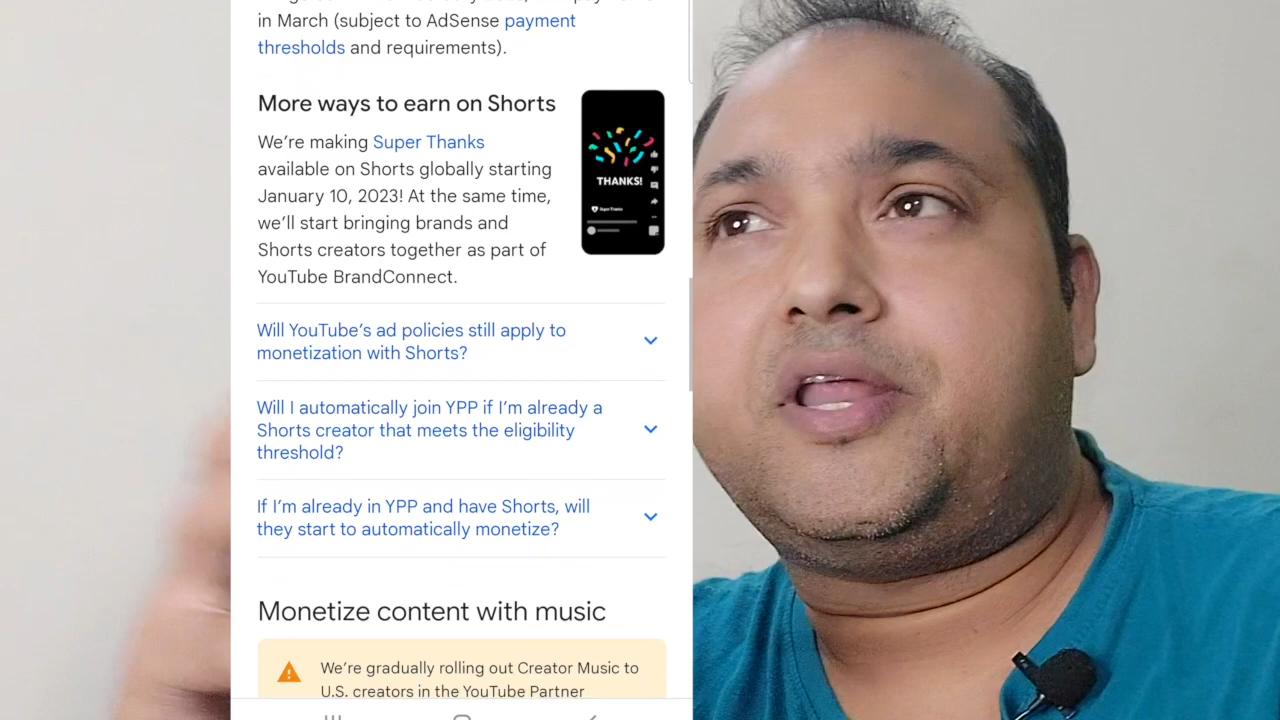 in March (subject to AdSense payment
thresholds and requirements).
More ways to earn on Shorts
We’re making Super Thanks
available on Shorts globally starting
January 10, 2023! At the same time,
we’ll start bringing brands and
Shorts creators together as part of
YouTube BrandConnect.
THANKS!
Super Thanks
Will YouTube’s ad policies still apply to
monetization with Shorts?
Will I automatically join YPP if I’m already a
Shorts creator that meets the eligibility
threshold?
If I’m already in YPP and have Shorts, will
they start to automatically monetize?
Monetize content with music
We’re gradually rolling out Creator Music to
U.S. creators in the YouTube Partner